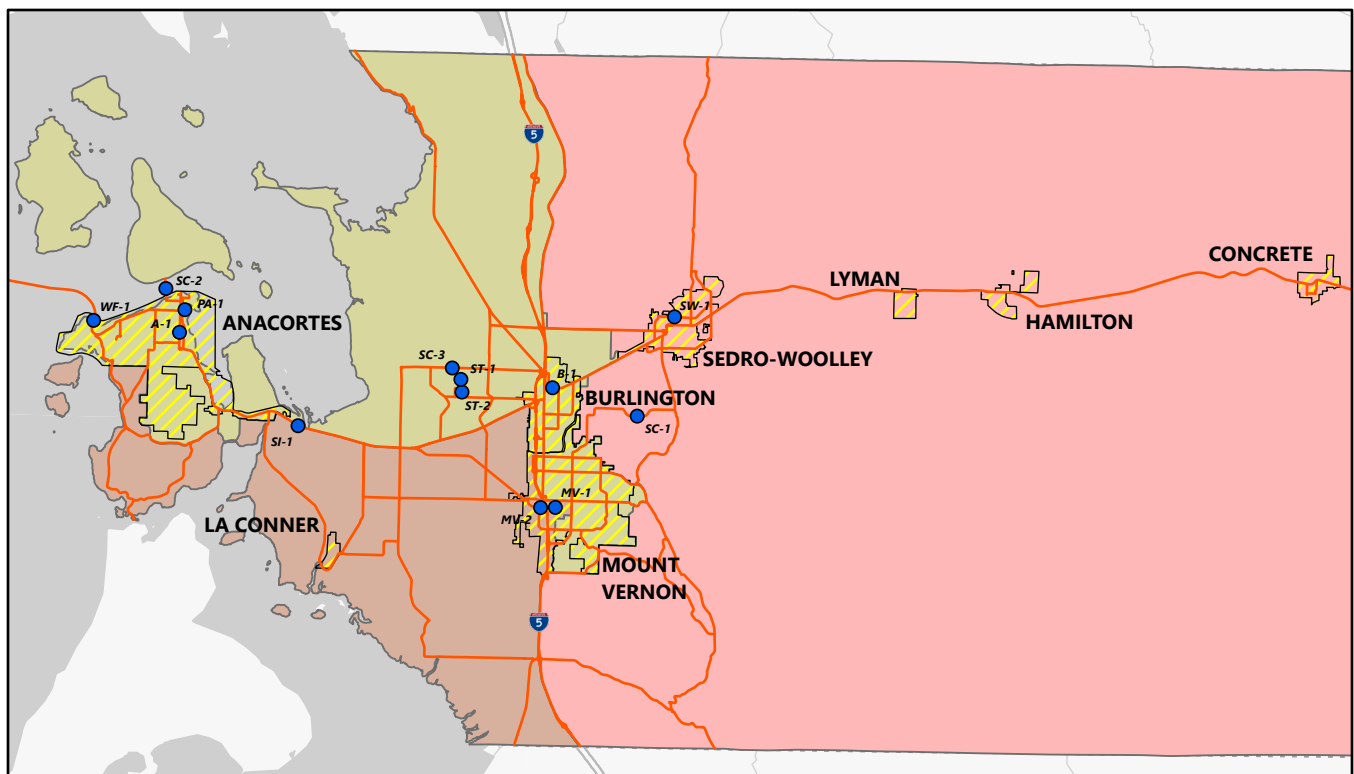 5
CONCRETE
LYMAN
SC-2
PA-1
WF-1
SW-1
A-1
ANACORTES
HAMILTON
SC-3
ST-1
SEDRO-WOOLLEY
B-1
ST-2
BURLINGTON
SC-1
SI-1
MV-1
MV-2
LA CONNER
MOUNT
VERNON
5